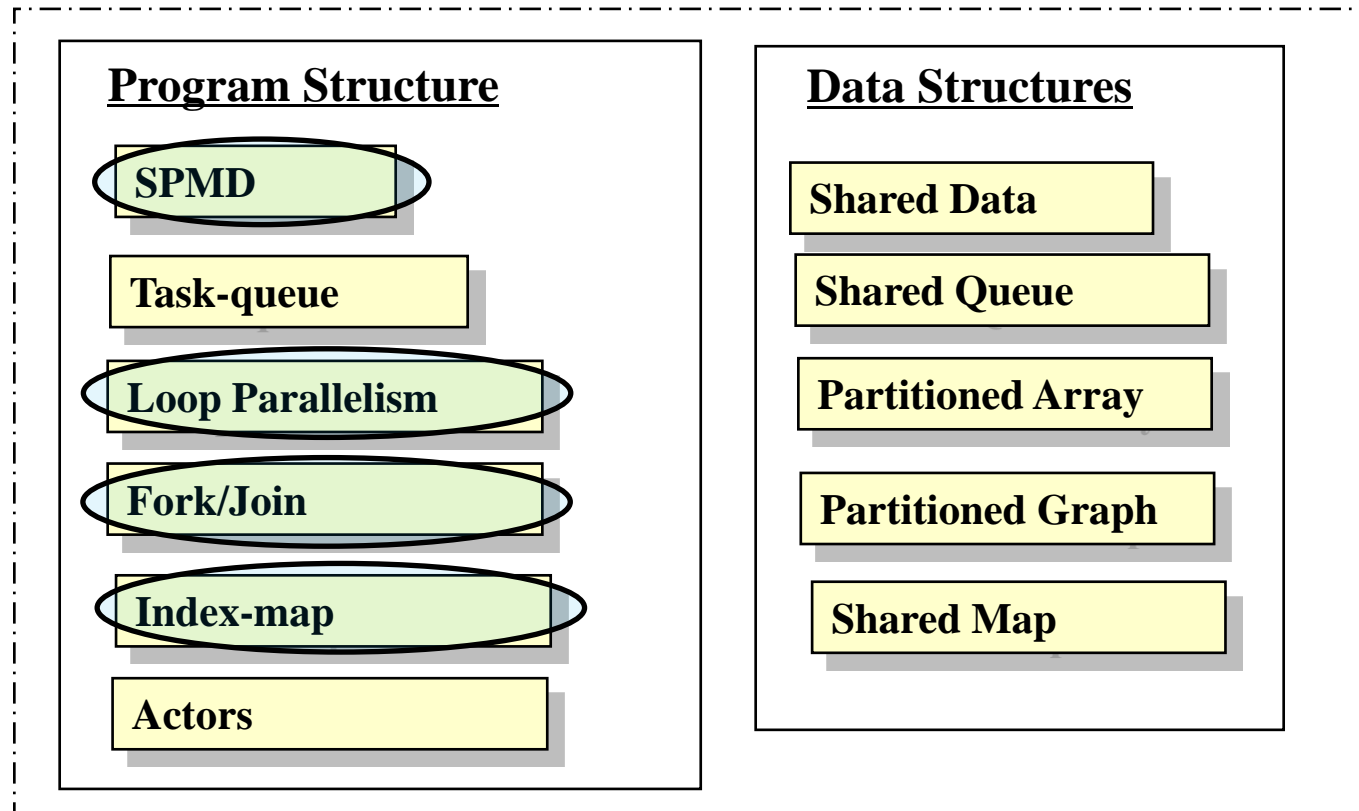 Program Structure
SPMD
Task-queue
Loop Parallelism
Fork/Join
Index-map
Actors
Data Structures
Shared Data
Shared Queue
Partitioned Array
Partitioned Graph
Shared Map